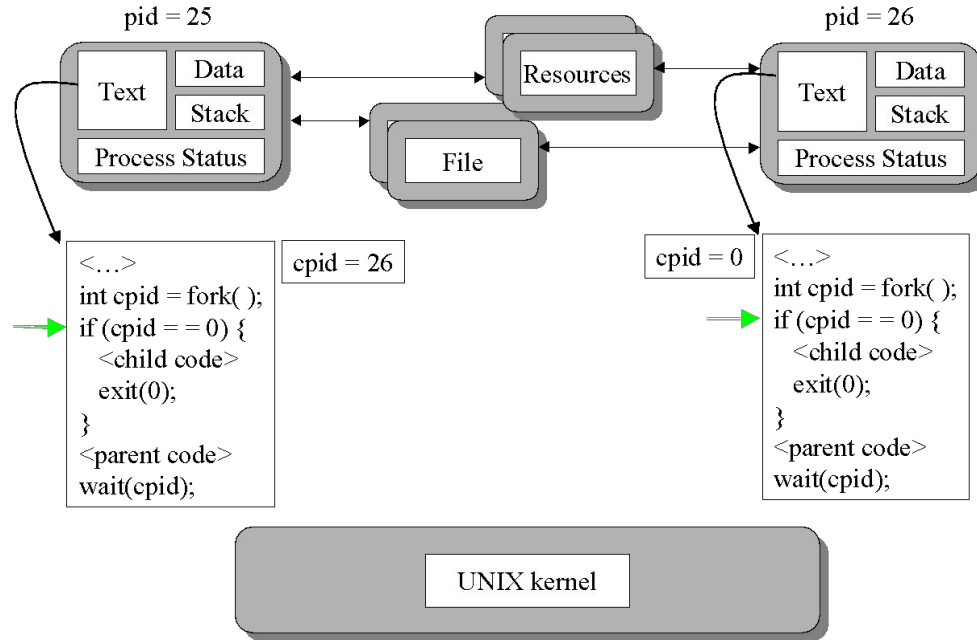 pid = 25
pid = 26
Text
Data
Stack
Process Status
Resources
File
Text
Data
Stack
Process Status
cpid = 26
cpid = 0
<…>
int cpid = fork( );
if (cpid = = 0) {
<child code>
exit(0);
}
<parent code>
wait(cpid);
<…>
int cpid = fork( );
if (cpid = = 0) {
<child code>
exit(0);
}
<parent code>
wait(cpid);
UNIX kernel